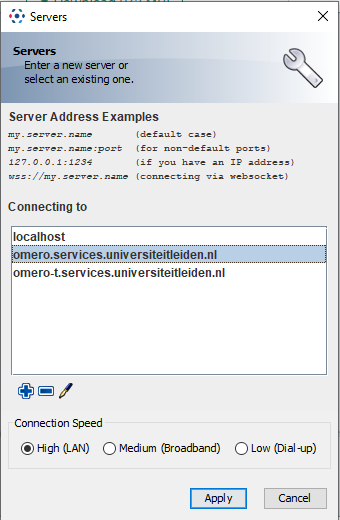 Servers
Servers
Enter a new server or
select an existing one.
Server Address Examples
my.server.name (default case)
my.server.name:port (for non-default ports)
127.0.0.1:1234 (if you have an IP address)
wss://my.server.name (connecting via websocket)
Connecting to
localhost
omero.services.universiteitleiden.nl
omero-t.services.universiteitleiden.nl
Connection Speed
High (LAN) Medium (Broadband) Low (Dial-up)
Apply Cancel